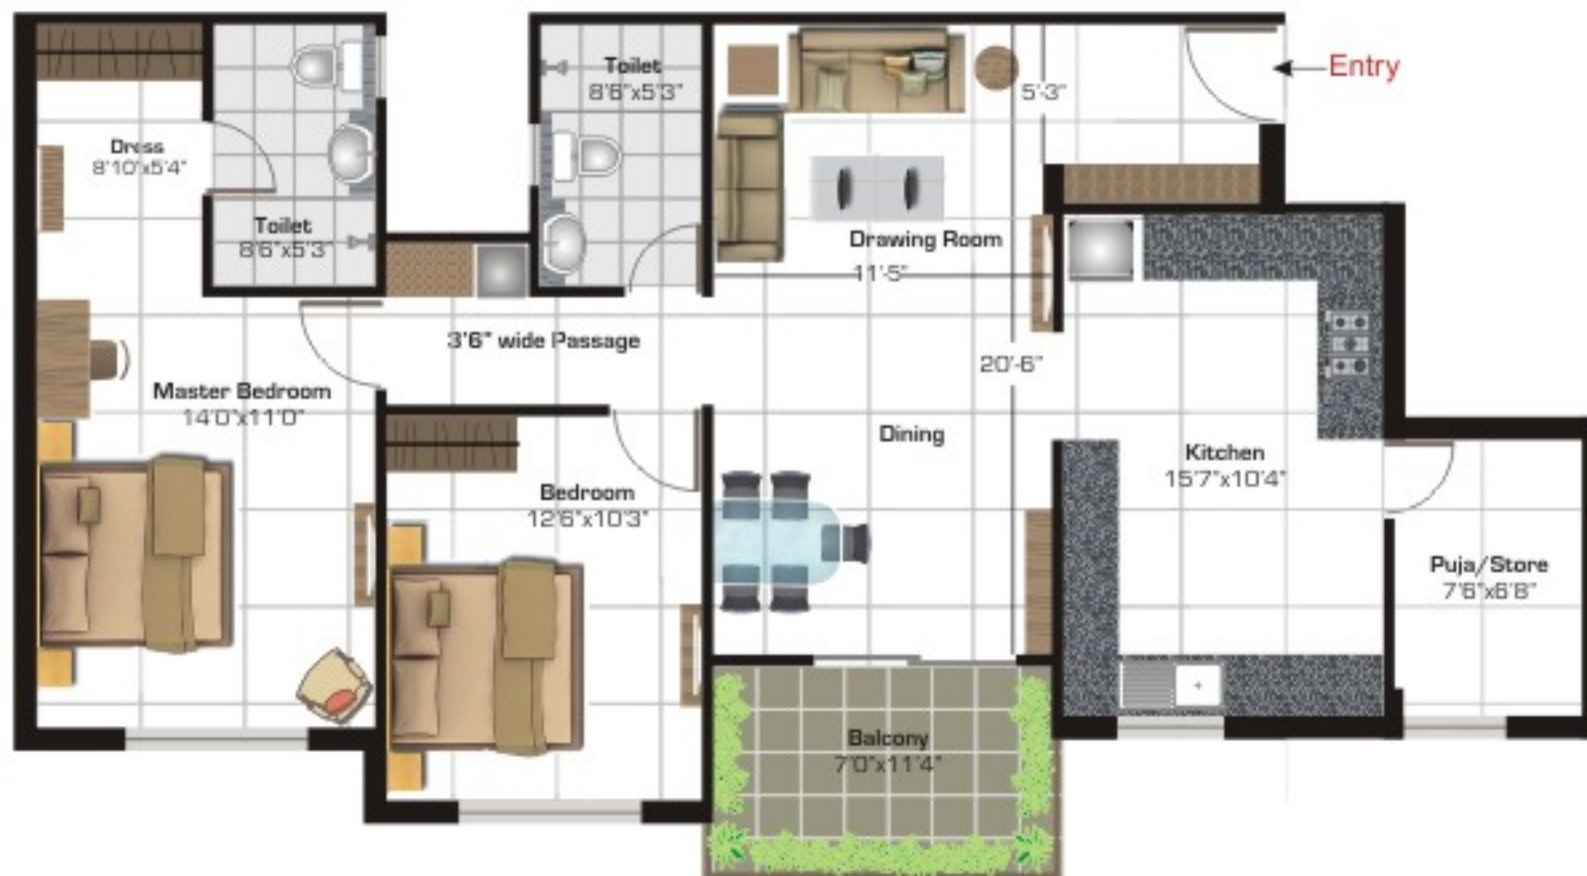 Toilet
8'6"x5'3"
5'-3"
Entry
Dress
8'10"x5'4"
Toilet
8'6"x5'3"
Drawing Room
11'-5"
3'6" wide Passage
20'-6"
Master Bedroom
14'0"x11'0"
Dining
Kitchen
15'7"x10'4"
Bedroom
12'6"x10'3"
Puja/Store
7'6"x6'8"
Balcony
7'0"x11'4"